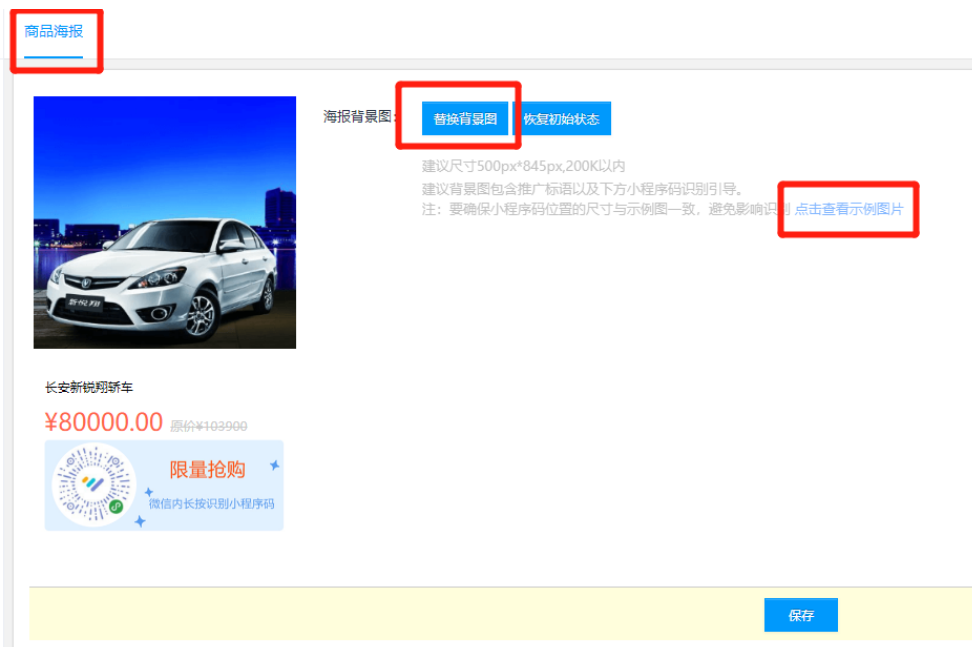 商品海报
海报背景图：
替换背景图
恢复初始状态
建议尺寸500px*845px,200K以内
建议背景图包含推广标语以及下方小程序码识别引导。
注：要确保小程序码位置的尺寸与示例图一致，避免影响识别 点击查看示例图片
新悦翔
长安新锐翔轿车
¥80000.00 原价¥103900
限量抢购
微信内长按识别小程序码
保存